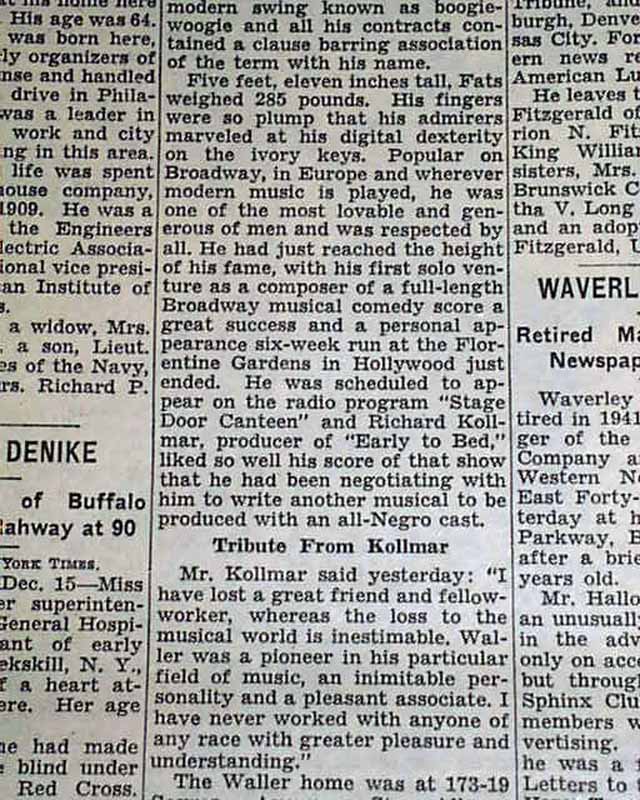 His age was 64.
was born here,
ly organizers of
nse and handled
drive in Phila-
was a leader in
work and city
ng in this area.
life was spent
house company,
1909. He was a
the Engineers
lectric Associa-
ional vice presi-
an Institute of
s.
a widow, Mrs.
a son, Lieut.
es of the Navy,
rs. Richard P.
DENIKE
of Buffalo
Rahway at 90
YORK TIMES.
Dec. 15—Miss
er superinten-
General Hospi-
ant of early
ekskill, N. Y.,
f a heart at-
ere. Her age
he had made
e blind under
Red Cross.
modern swing known as boogie-
woogie and all his contracts con-
tained a clause barring association
of the term with his name.
Five feet, eleven inches tall, Fats
weighed 285 pounds. His fingers
were so plump that his admirers
marveled at his digital dexterity
on the ivory keys. Popular on
Broadway, in Europe and wherever
modern music is played, he was
one of the most lovable and gen-
erous of men and was respected by
all. He had just reached the height
of his fame, with his first solo ven-
ture as a composer of a full-length
Broadway musical comedy score a
great success and a personal ap-
pearance six-week run at the Flor-
entine Gardens in Hollywood just
ended. He was scheduled to ap-
pear on the radio program "Stage
Door Canteen" and Richard Koll-
mar, producer of "Early to Bed,"
liked so well his score of that show
that he had been negotiating with
him to write another musical to be
produced with an all-Negro cast.
Tribute From Kollmar
Mr. Kollmar said yesterday: "I
have lost a great friend and fellow-
worker, whereas the loss to the
musical world is inestimable. Wal-
ler was a pioneer in his particular
field of music, an inimitable per-
sonality and a pleasant associate. I
have never worked with anyone of
any race with greater pleasure and
understanding."
The Waller home was at 173-19
Tribune, and
burgh, Denve
sas City. For
ern news re
American Lu
He leaves t
Fitzgerald of
rion N. Fit
King William
sisters, Mrs.
Brunswick C
tha V. Long
and an adop
Fitzgerald, L
WAVERL
Retired Ma
Newspap
Waverley
tired in 1941
ger of the
Company a
Western Ne
East Forty-
terday at h
Parkway, B
after a brie
years old.
Mr. Hallo
an unusually
in the adv
only on acco
but through
Sphinx Clu
members w
vertising.
he was a f
Letters to